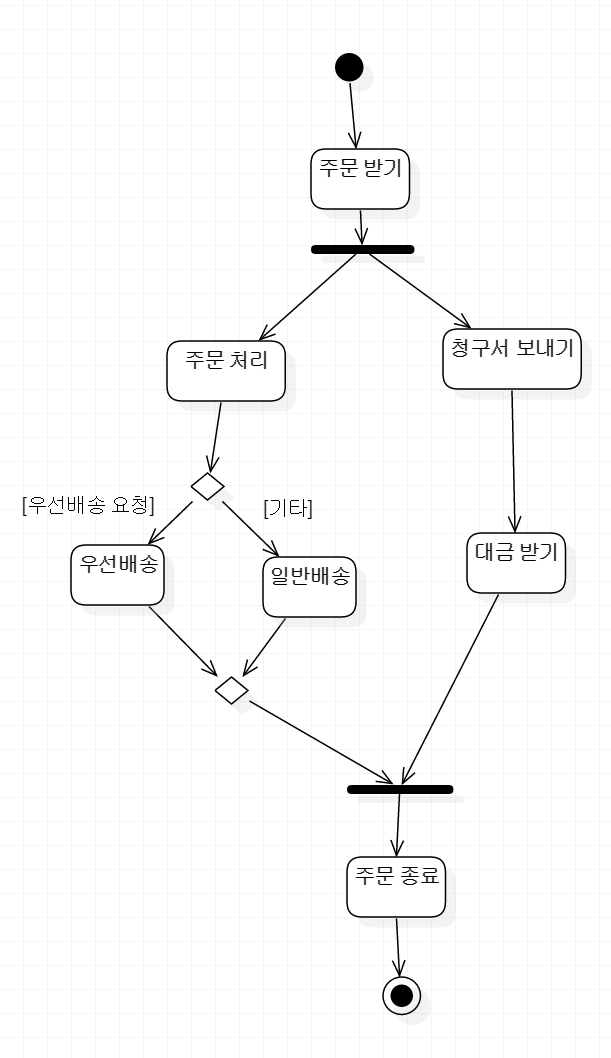 주문 받기
주문 처리
청구서 보내기
[우선배송 요청]
[기타]
우선배송
일반배송
대금 받기
주문 종료